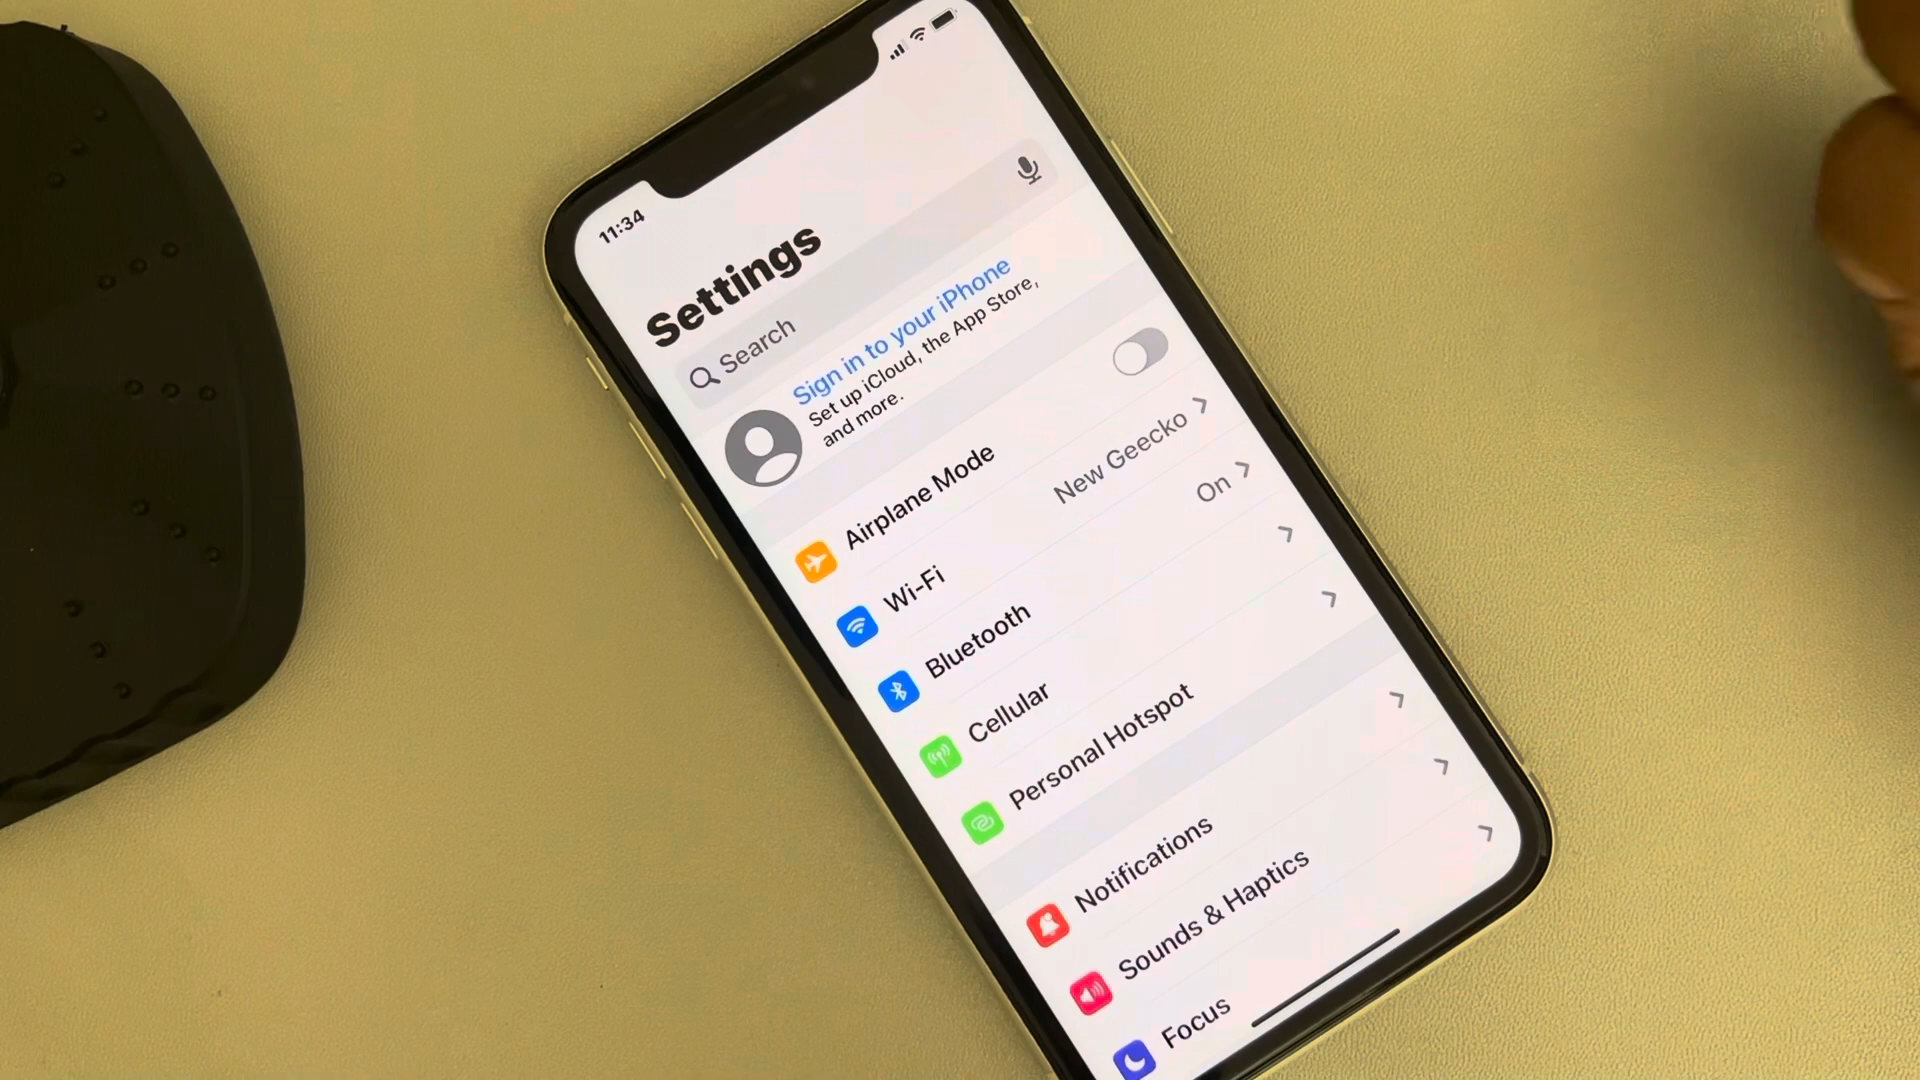 11:34
Settings
Search
Sign in to your iPhone
Set up iCloud, the App Store,
and more.
Airplane Mode
Wi-Fi New Geecko
Bluetooth On
Cellular
Personal Hotspot
Notifications
Sounds & Haptics
Focus